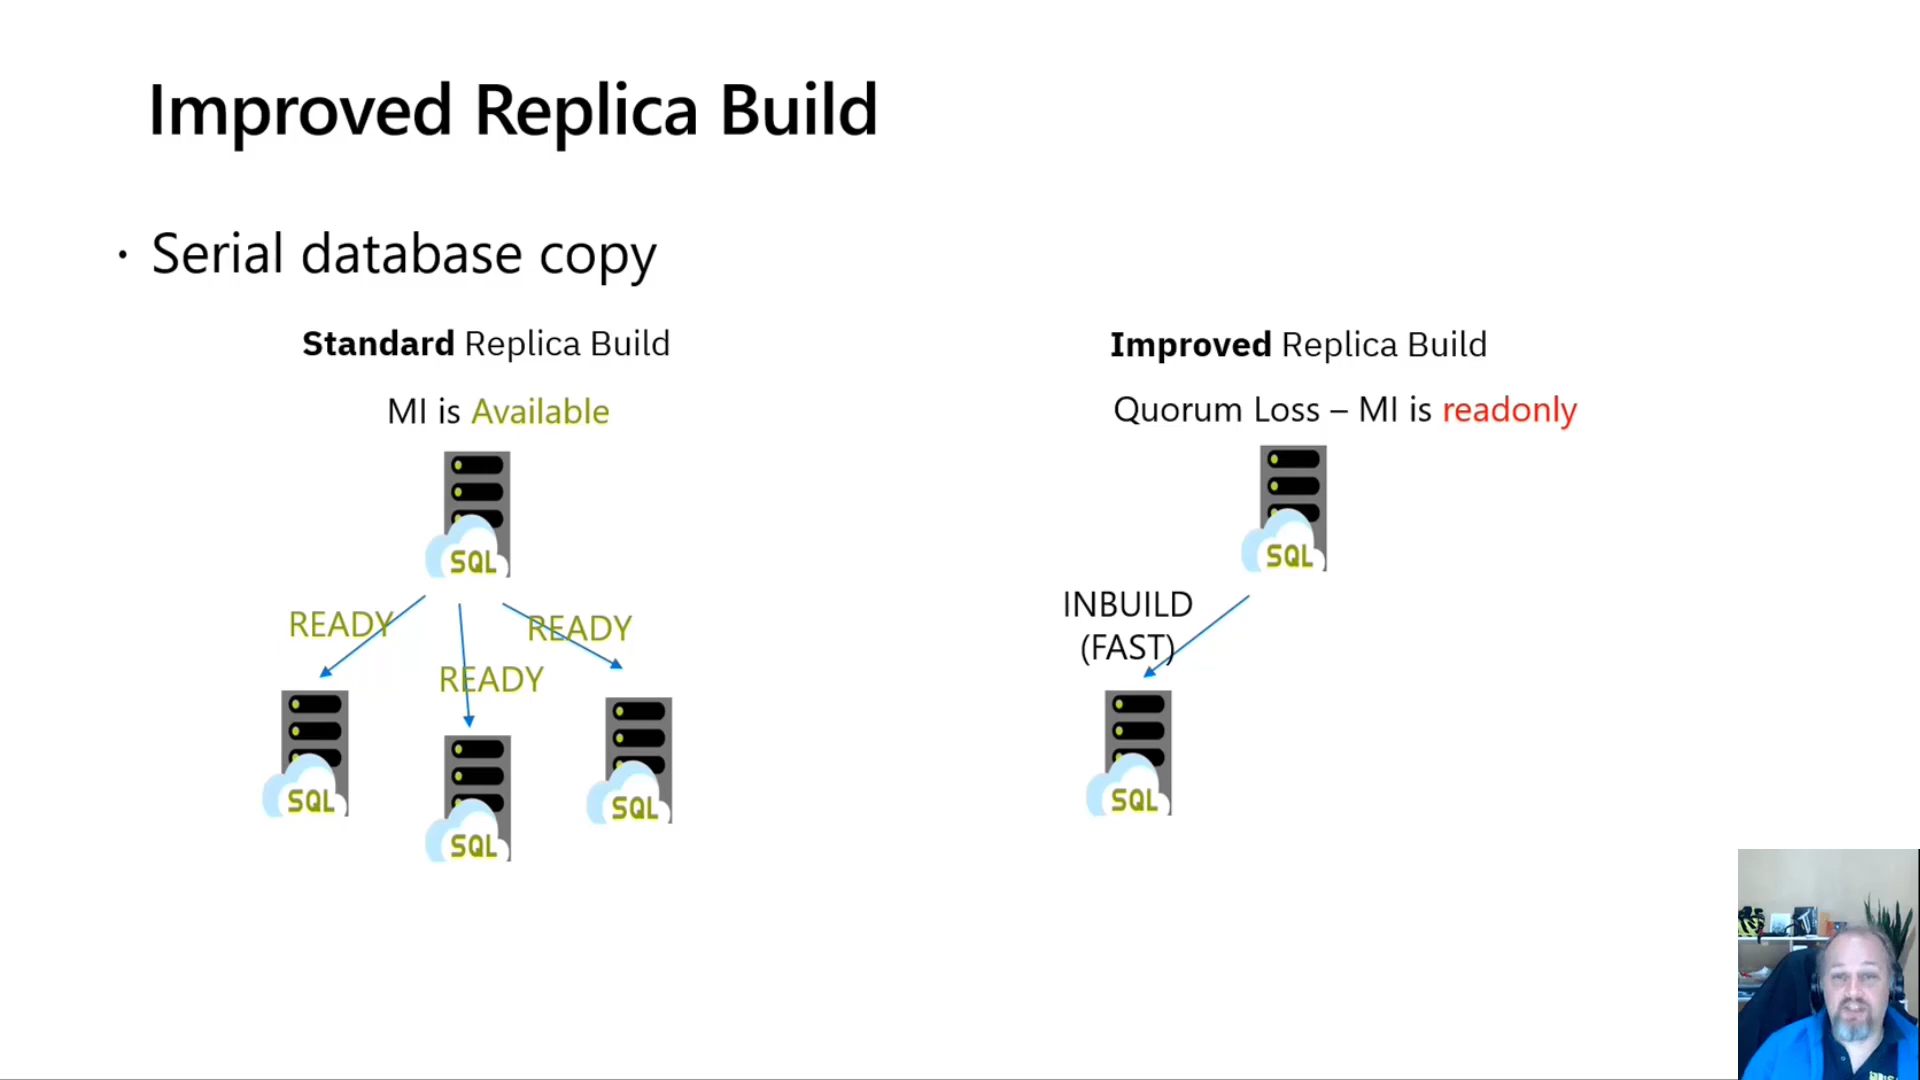 Improved Replica Build
· Serial database copy
Standard Replica Build
MI is Available
SQL
READY
READY
READY
SQL
SQL
SQL
Improved Replica Build
Quorum Loss – MI is readonly
SQL
INBUILD
(FAST)
SQL